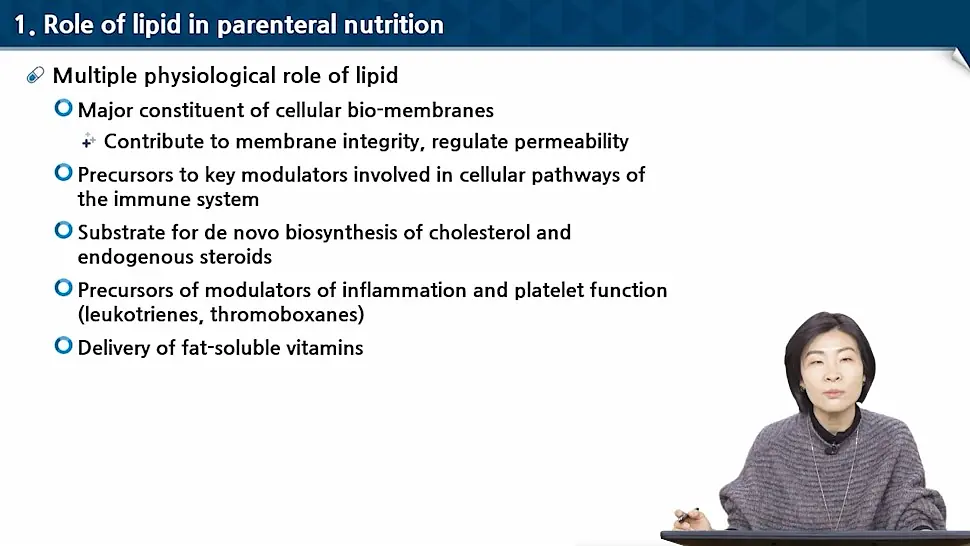 1. Role of lipid in parenteral nutrition
Multiple physiological role of lipid
Major constituent of cellular bio-membranes
Contribute to membrane integrity, regulate permeability
Precursors to key modulators involved in cellular pathways of
the immune system
Substrate for de novo biosynthesis of cholesterol and
endogenous steroids
Precursors of modulators of inflammation and platelet function
(leukotrienes, thromboxanes)
Delivery of fat-soluble vitamins